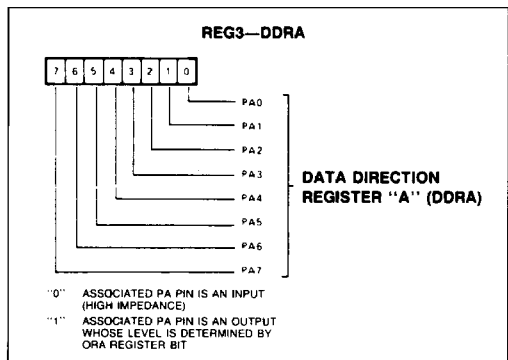 REG3—DDRA
7 6 5 4 3 2 1 0
PA0
PA1
PA2
PA3
PA4
PA5
PA6
PA7
DATA DIRECTION
REGISTER "A" (DDRA)
"0" ASSOCIATED PA PIN IS AN INPUT
(HIGH IMPEDANCE)
"1" ASSOCIATED PA PIN IS AN OUTPUT
WHOSE LEVEL IS DETERMINED BY
ORA REGISTER BIT